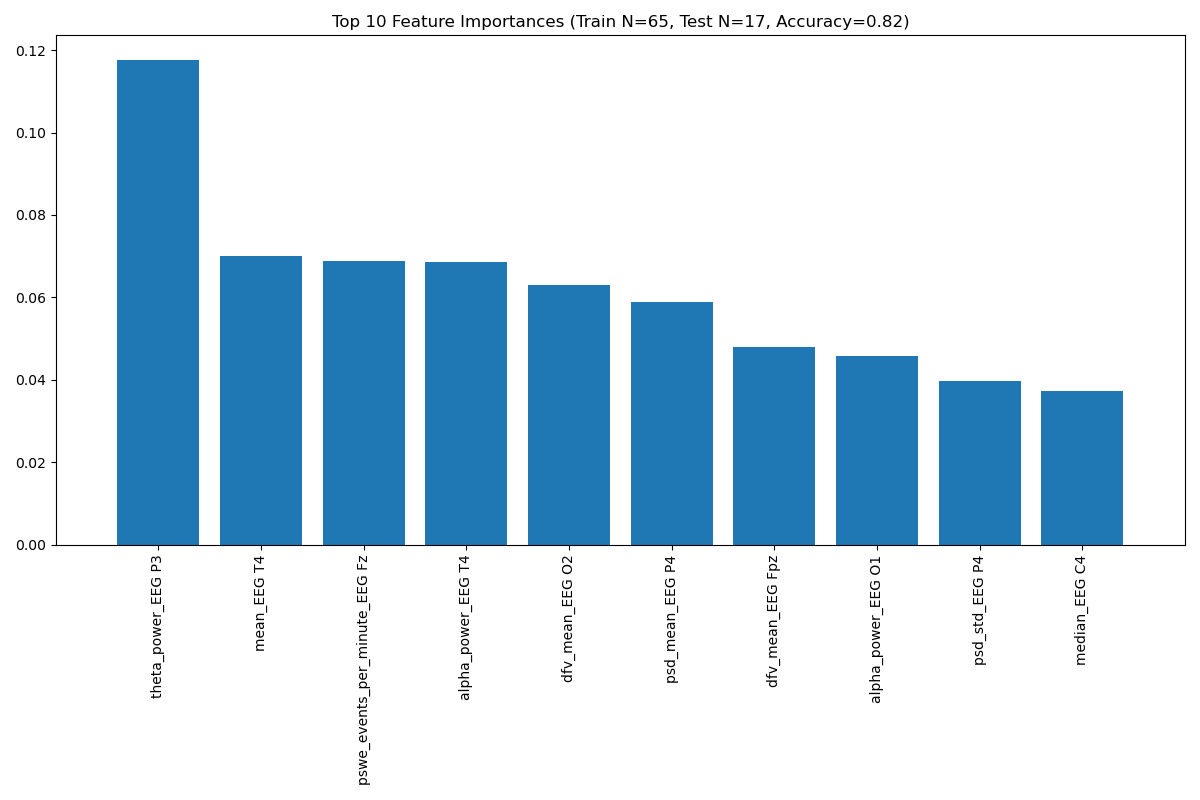 Top 10 Feature Importances (Train N=65, Test N=17, Accuracy=0.82)
0.12
0.10
0.08
0.06
0.04
0.02
0.00
theta_power_EEG P3
mean_EEG T4
pswe_events_per_minute_EEG Fz
alpha_power_EEG T4
dfv_mean_EEG O2
psd_mean_EEG P4
dfv_mean_EEG Fpz
alpha_power_EEG O1
psd_std_EEG P4
median_EEG C4